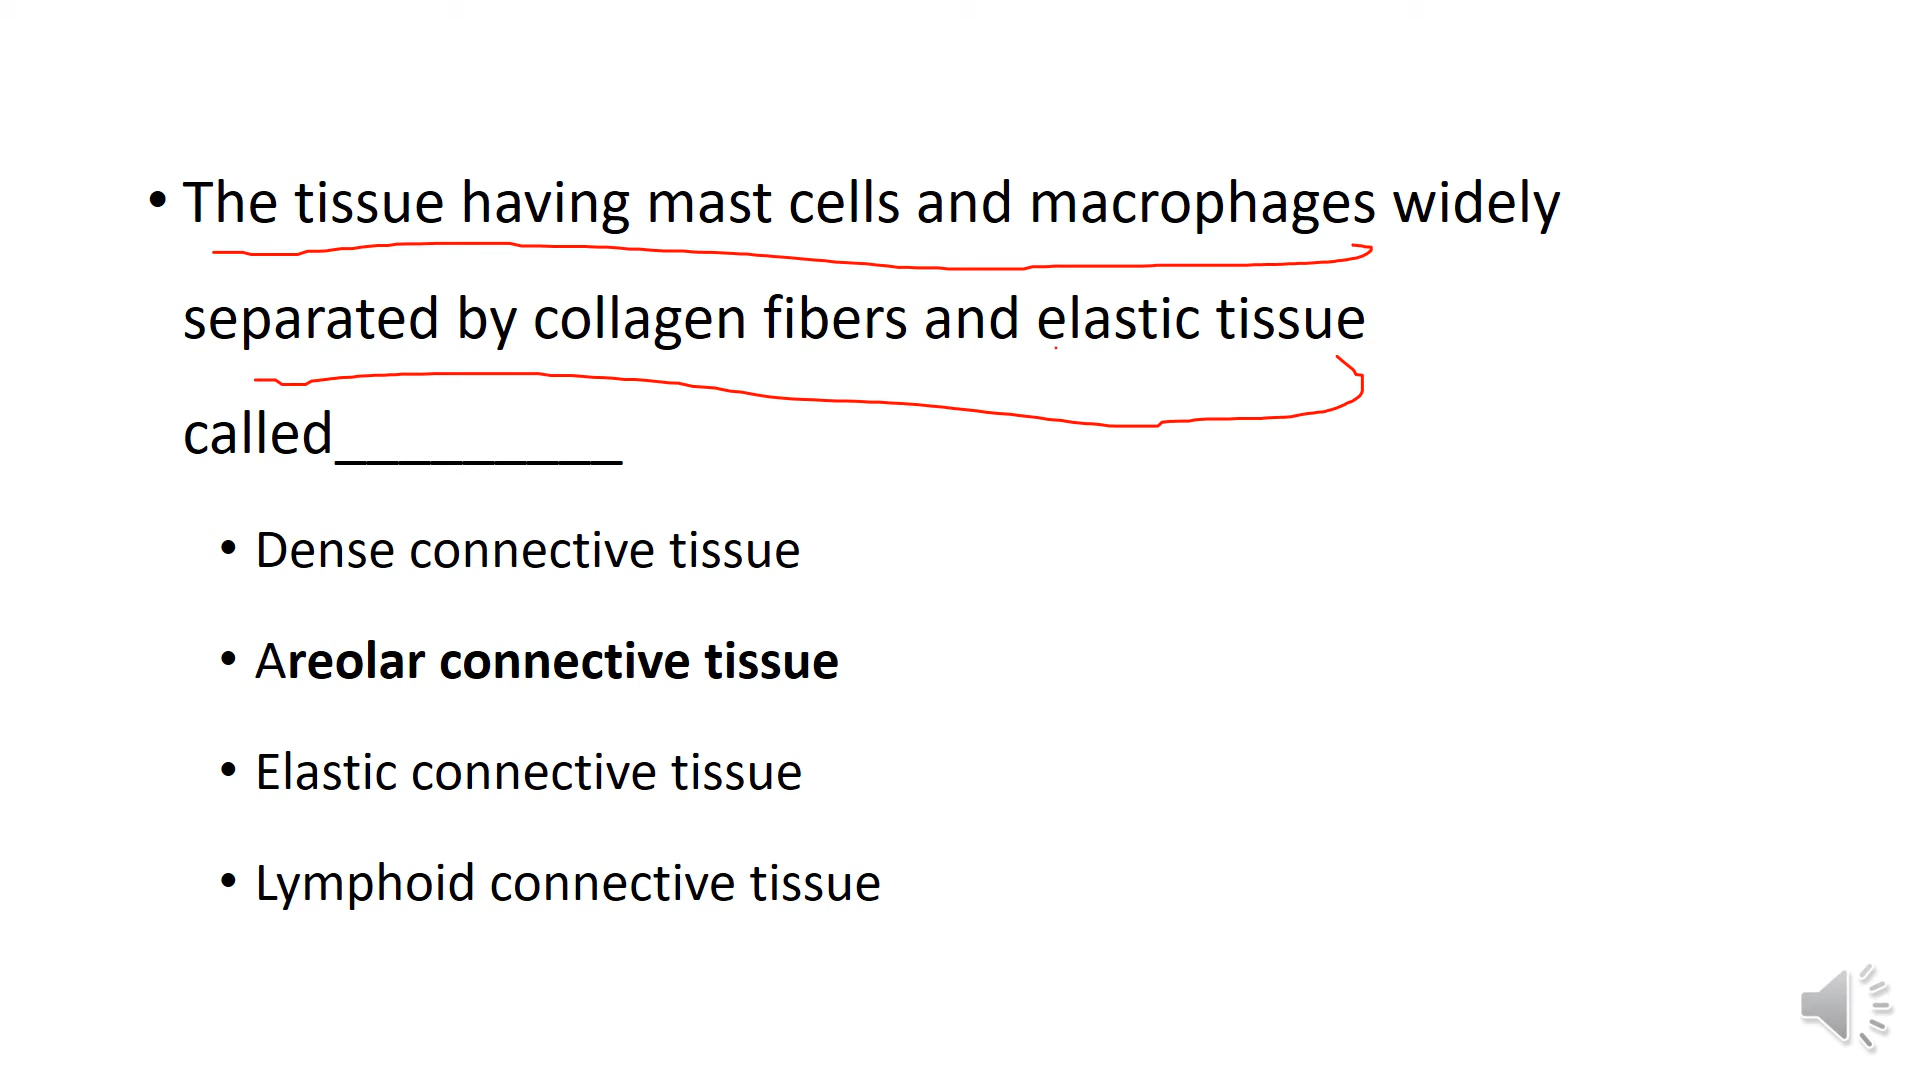 • The tissue having mast cells and macrophages widely
separated by collagen fibers and elastic tissue
called_________
• Dense connective tissue
• Areolar connective tissue
• Elastic connective tissue
• Lymphoid connective tissue